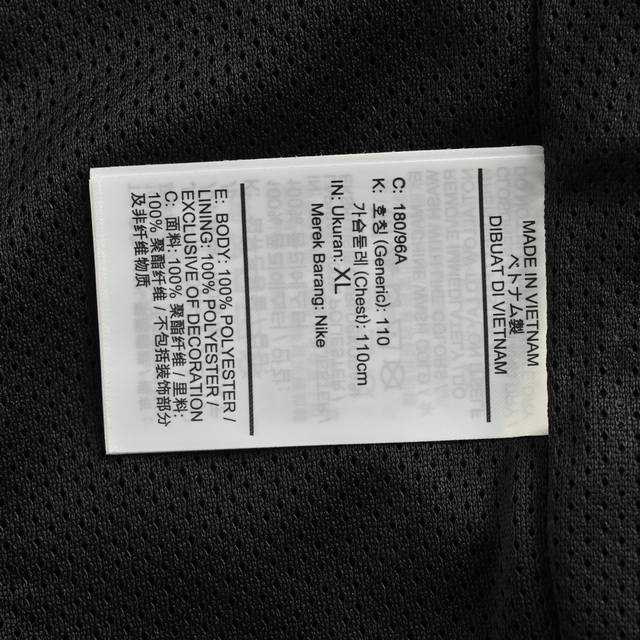 MADE IN VIETNAM
ベトナム製
DIBUAT DI VIETNAM
C: 180/96A
K: 호칭 (Generic): 110
가슴둘레 (Chest): 110cm
IN: Ukuran: XL
Merek Barang: Nike
E: BODY: 100% POLYESTER /
LINING: 100% POLYESTER /
EXCLUSIVE OF DECORATION
C: 面料: 100% 聚酯纤维 / 里料:
100% 聚酯纤维 / 不包括装饰部分
及非纤维物质